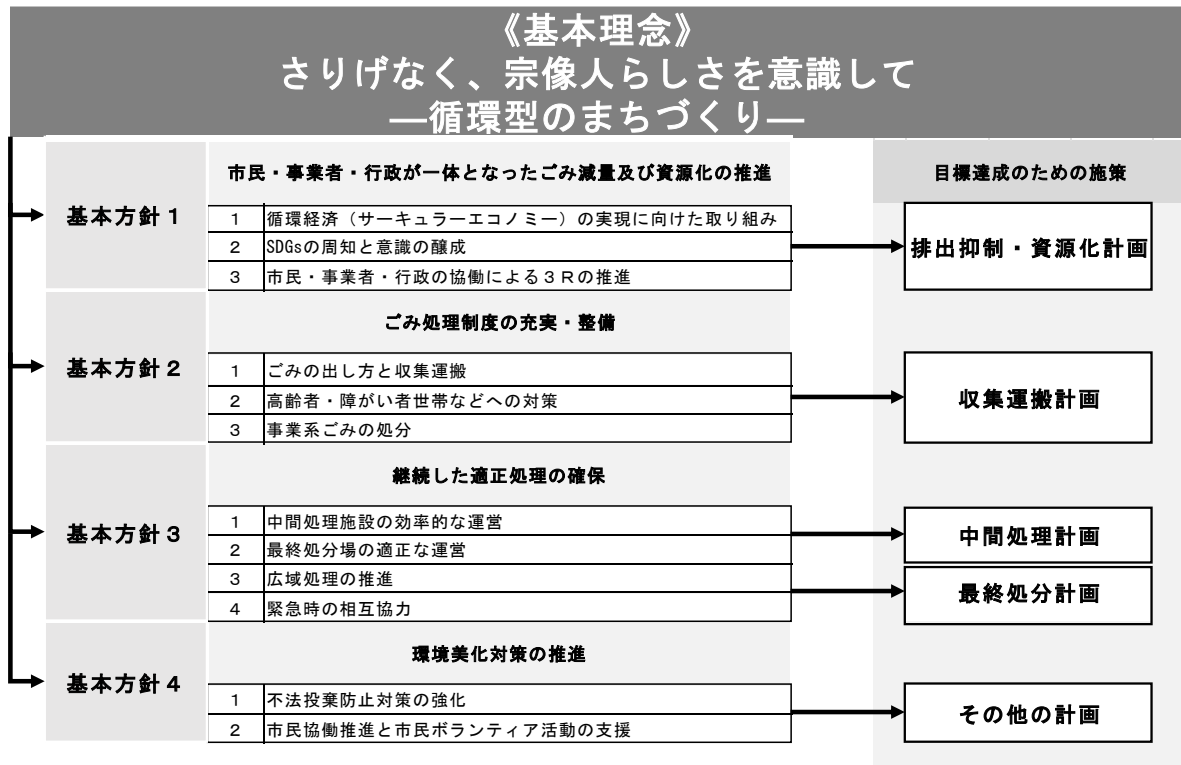 《基本理念》
さりげなく、宗像人らしさを意識して
―循環型のまちづくり―
市民・事業者・行政が一体となったごみ減量及び資源化の推進
目標達成のための施策
基本方針１
1 循環経済（サーキュラーエコノミー）の実現に向けた取り組み
2 SDGsの周知と意識の醸成
3 市民・事業者・行政の協働による３Ｒの推進
排出抑制・資源化計画
ごみ処理制度の充実・整備
基本方針２
1 ごみの出し方と収集運搬
2 高齢者・障がい者世帯などへの対策
3 事業系ごみの処分
収集運搬計画
継続した適正処理の確保
基本方針３
1 中間処理施設の効率的な運営
2 最終処分場の適正な運営
3 広域処理の推進
4 緊急時の相互協力
中間処理計画
最終処分計画
環境美化対策の推進
基本方針４
1 不法投棄防止対策の強化
2 市民協働推進と市民ボランティア活動の支援
その他の計画